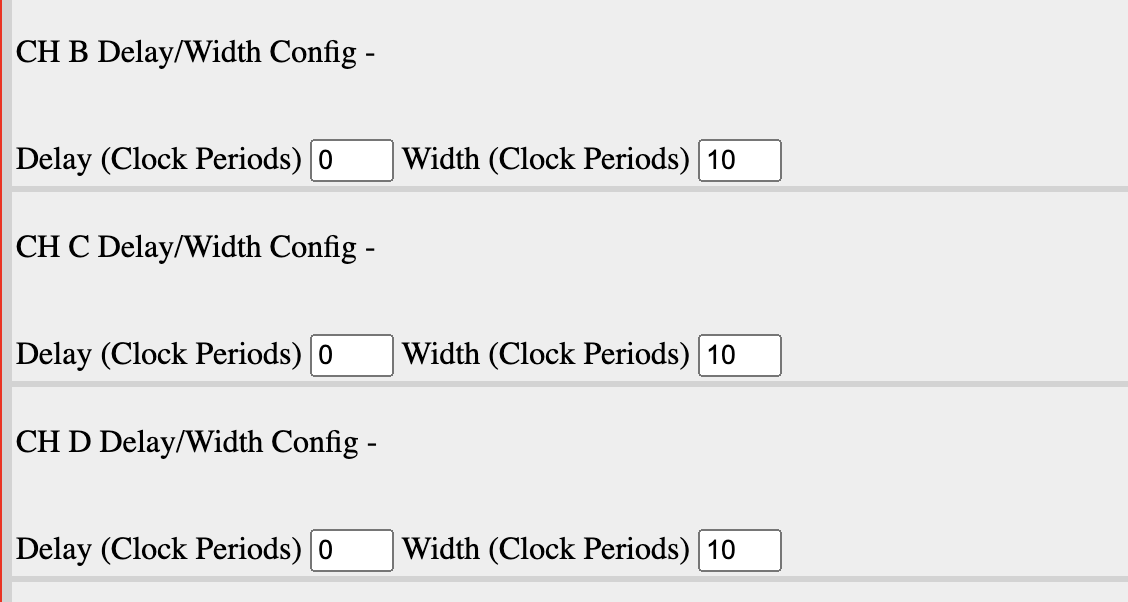 CH B Delay/Width Config -
Delay (Clock Periods) 0 Width (Clock Periods) 10
CH C Delay/Width Config -
Delay (Clock Periods) 0 Width (Clock Periods) 10
CH D Delay/Width Config -
Delay (Clock Periods) 0 Width (Clock Periods) 10